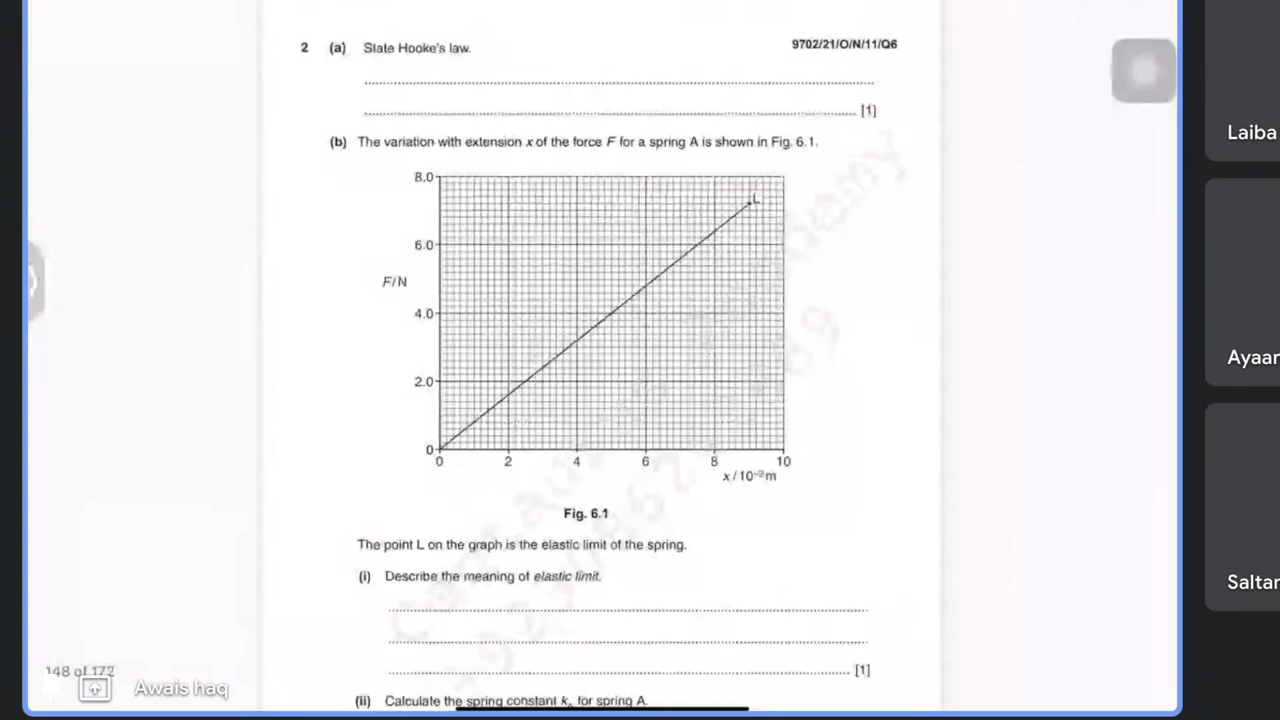 2 (a) State Hooke's law. 9702/21/O/N/11/Q6
[1]
(b) The variation with extension x of the force F for a spring A is shown in Fig. 6.1.
8.0
L
6.0
F/N
4.0
2.0
0
0 2 4 6 8 10
x/10⁻²m
Fig. 6.1
The point L on the graph is the elastic limit of the spring.
(i) Describe the meaning of elastic limit.
[1]
(ii) Calculate the spring constant kₐ for spring A.
148 of 172
Awais haq
Laiba
Ayaan
Saltan